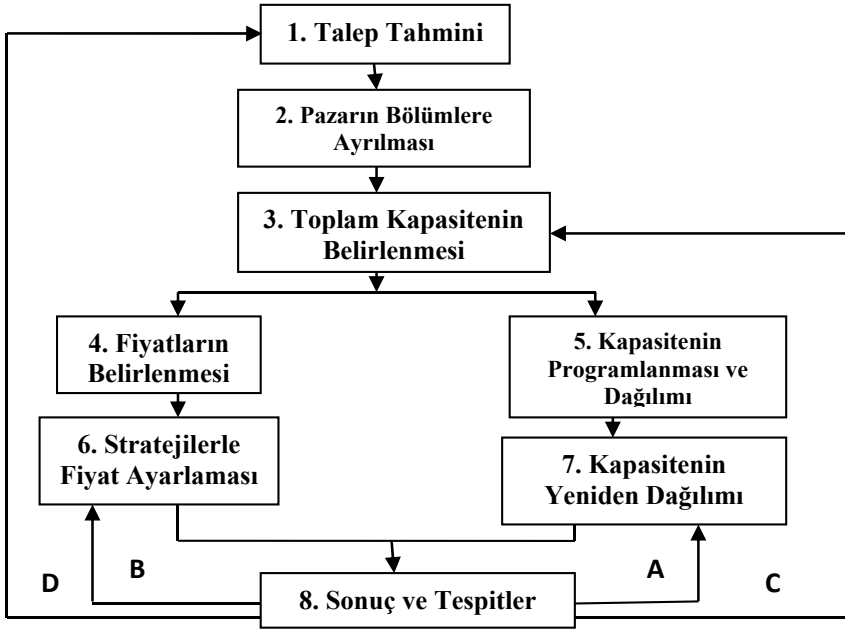 1. Talep Tahmini
2. Pazarın Bölümlere
Ayrılması
3. Toplam Kapasitenin
Belirlenmesi
4. Fiyatların
Belirlenmesi
5. Kapasitenin
Programlanması ve
Dağılımı
6. Stratejilerle
Fiyat Ayarlaması
7. Kapasitenin
Yeniden Dağılımı
D
B
A
C
8. Sonuç ve Tespitler